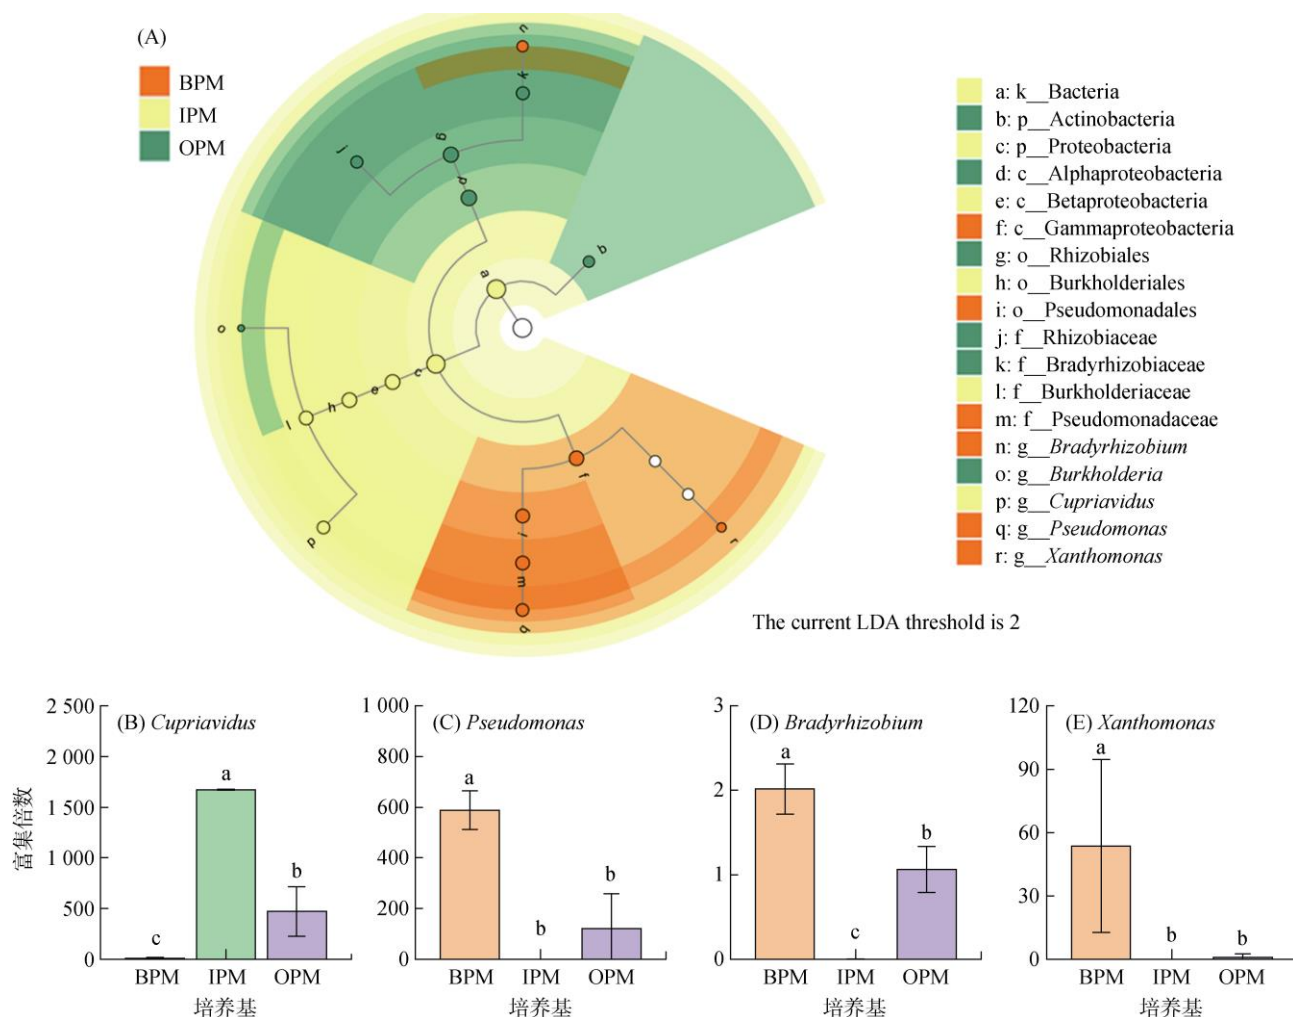 (A)
BPM
IPM
OPM
n
k
g
j
d
b
a
o
c
e
h
l
f
p
i
m
r
q
a: k__Bacteria
b: p__Actinobacteria
c: p__Proteobacteria
d: c__Alphaproteobacteria
e: c__Betaproteobacteria
f: c__Gammaproteobacteria
g: o__Rhizobiales
h: o__Burkholderiales
i: o__Pseudomonadales
j: f__Rhizobiaceae
k: f__Bradyrhizobiaceae
l: f__Burkholderiaceae
m: f__Pseudomonadaceae
n: g__Bradyrhizobium
o: g__Burkholderia
p: g__Cupriavidus
q: g__Pseudomonas
r: g__Xanthomonas
The current LDA threshold is 2
富集倍数
(B) Cupriavidus
2 500
2 000
1 500
1 000
500
0
c
a
b
BPM IPM OPM
培养基
(C) Pseudomonas
1 000
800
600
400
200
0
a
b
b
BPM IPM OPM
培养基
(D) Bradyrhizobium
3
2
1
0
a
c
b
BPM IPM OPM
培养基
(E) Xanthomonas
120
90
60
30
0
a
b
b
BPM IPM OPM
培养基